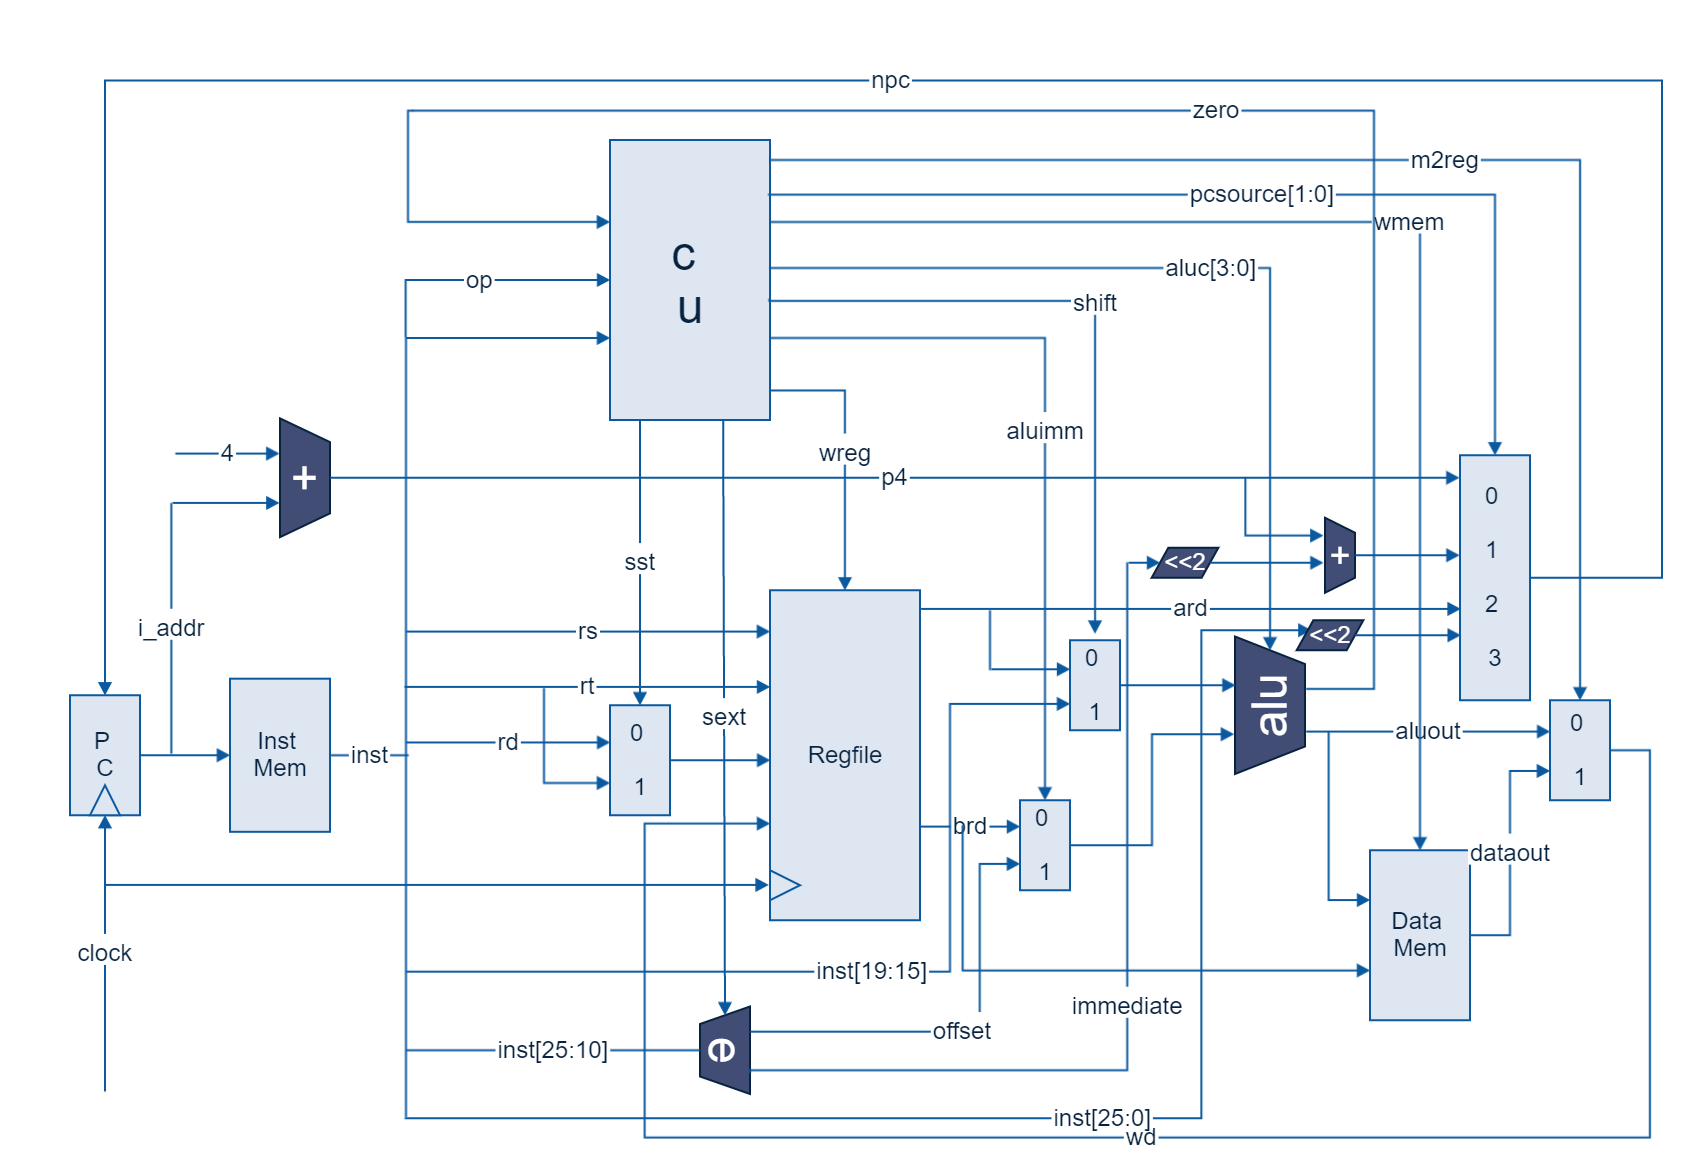 npc
zero
m2reg
pcsource[1:0]
wmem
c
u
aluc[3:0]
op
shift
aluimm
4
wreg
+
p4
0
1
2
3
+
<<2
sst
i_addr
rs
ard
<<2
0
1
rt
sext
alu
P
C
Inst
Mem
inst
rd
0
1
Regfile
aluout
0
1
brd
0
1
dataout
Data
Mem
clock
inst[19:15]
immediate
offset
inst[25:10]
e
inst[25:0]
wd